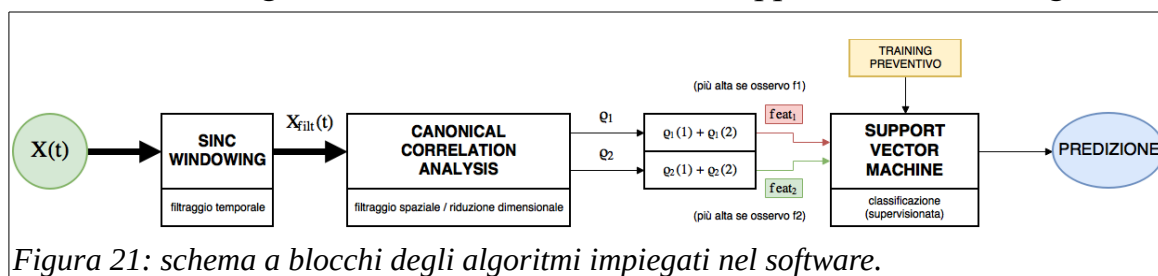 X(t)
SINC
WINDOWING
filtraggio temporale
X_filt(t)
CANONICAL
CORRELATION
ANALYSIS
filtraggio spaziale / riduzione dimensionale
ϱ₁
ϱ₂
ϱ₁(1) + ϱ₁(2)
ϱ₂(1) + ϱ₂(2)
(più alta se osservo f1)
feat₁
feat₂
(più alta se osservo f2)
TRAINING
PREVENTIVO
SUPPORT
VECTOR
MACHINE
classificazione
(supervisionata)
PREDIZIONE
Figura 21: schema a blocchi degli algoritmi impiegati nel software.